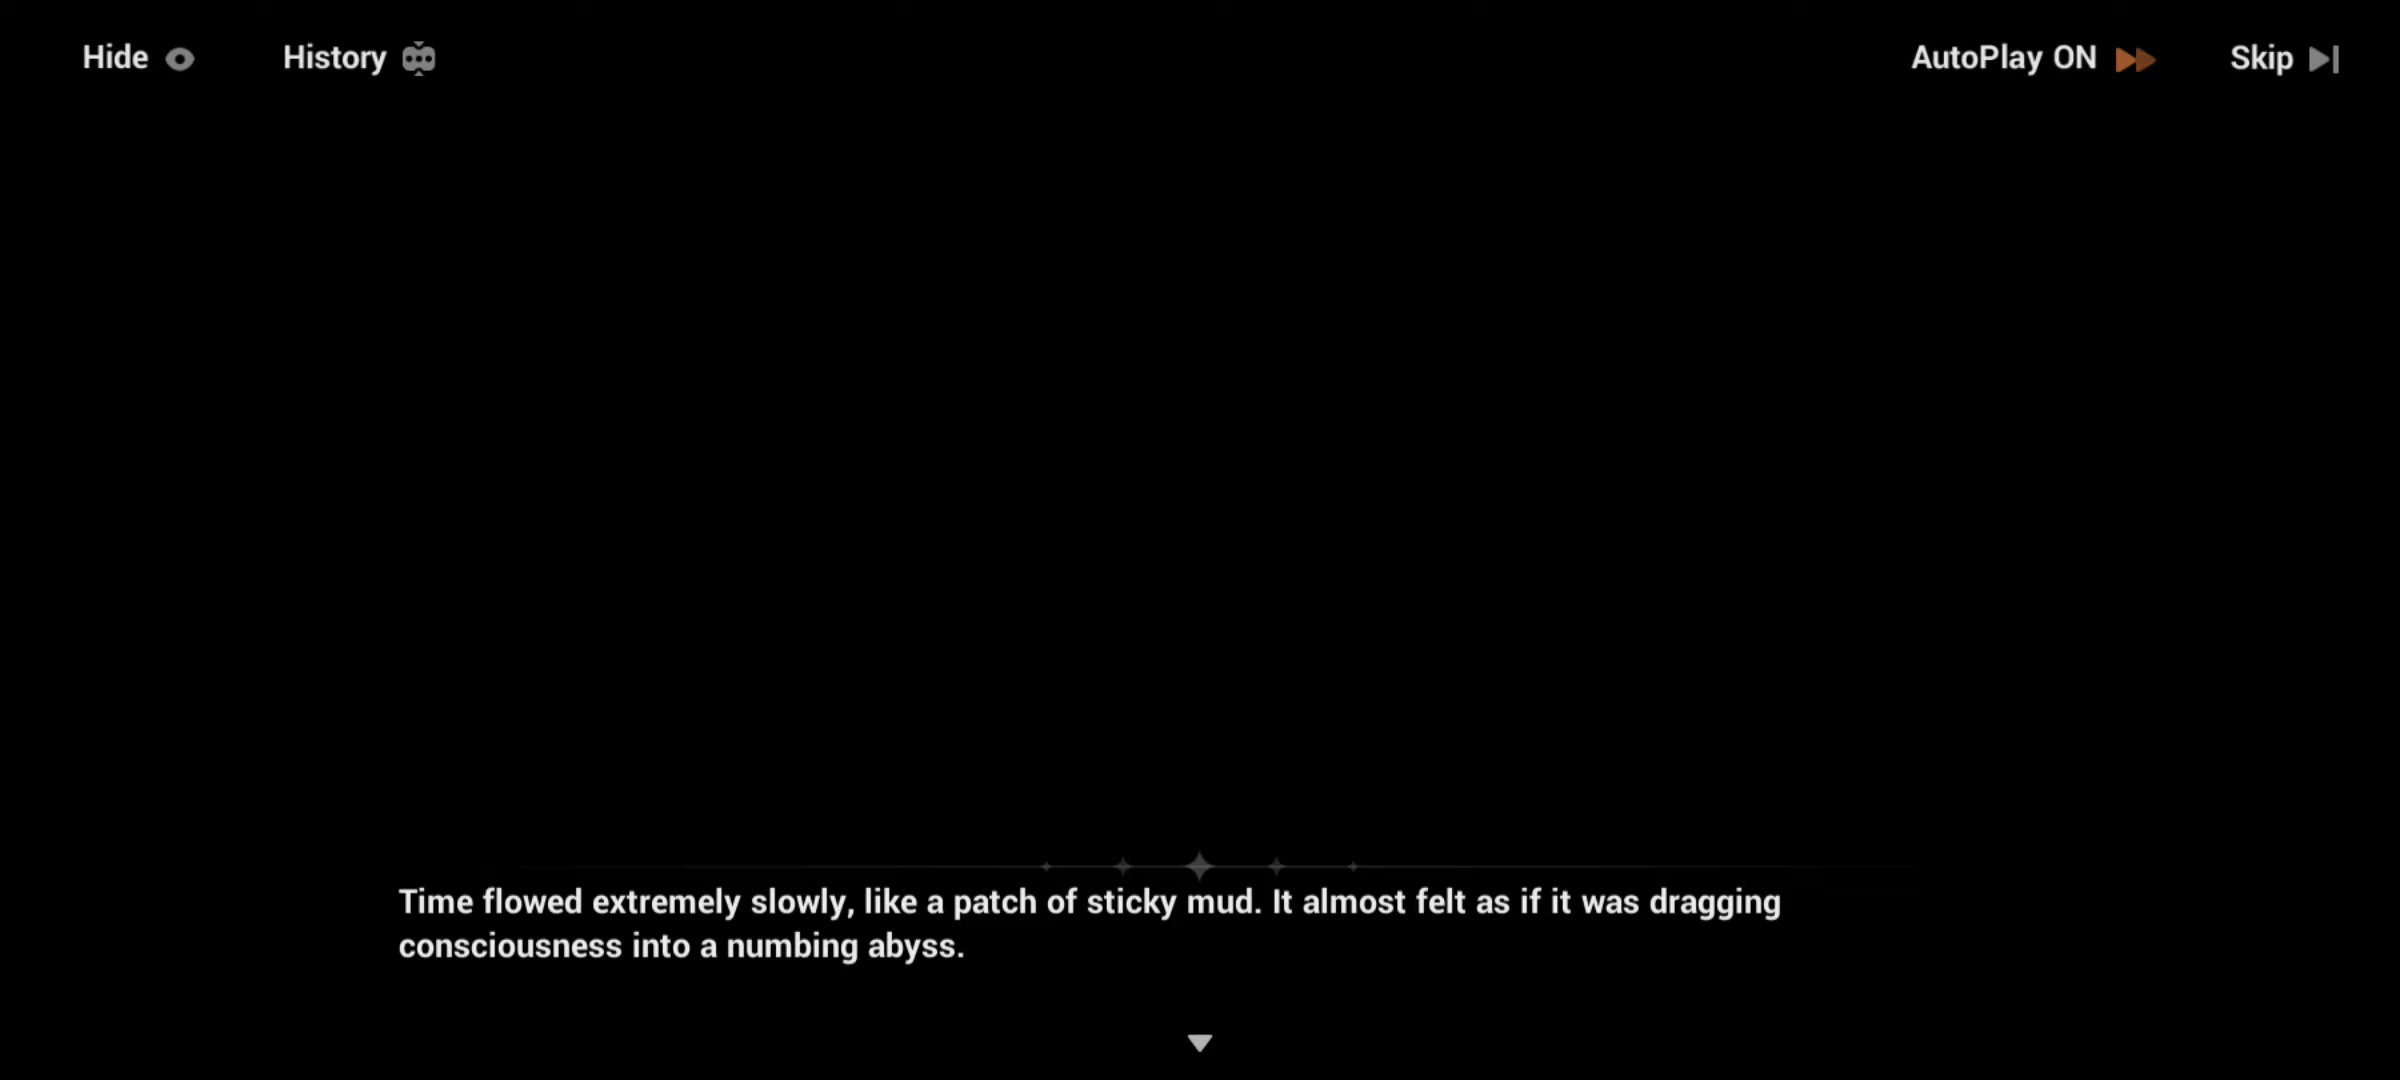 Hide
History
AutoPlay ON
Skip
Time flowed extremely slowly, like a patch of sticky mud. It almost felt as if it was dragging
consciousness into a numbing abyss.